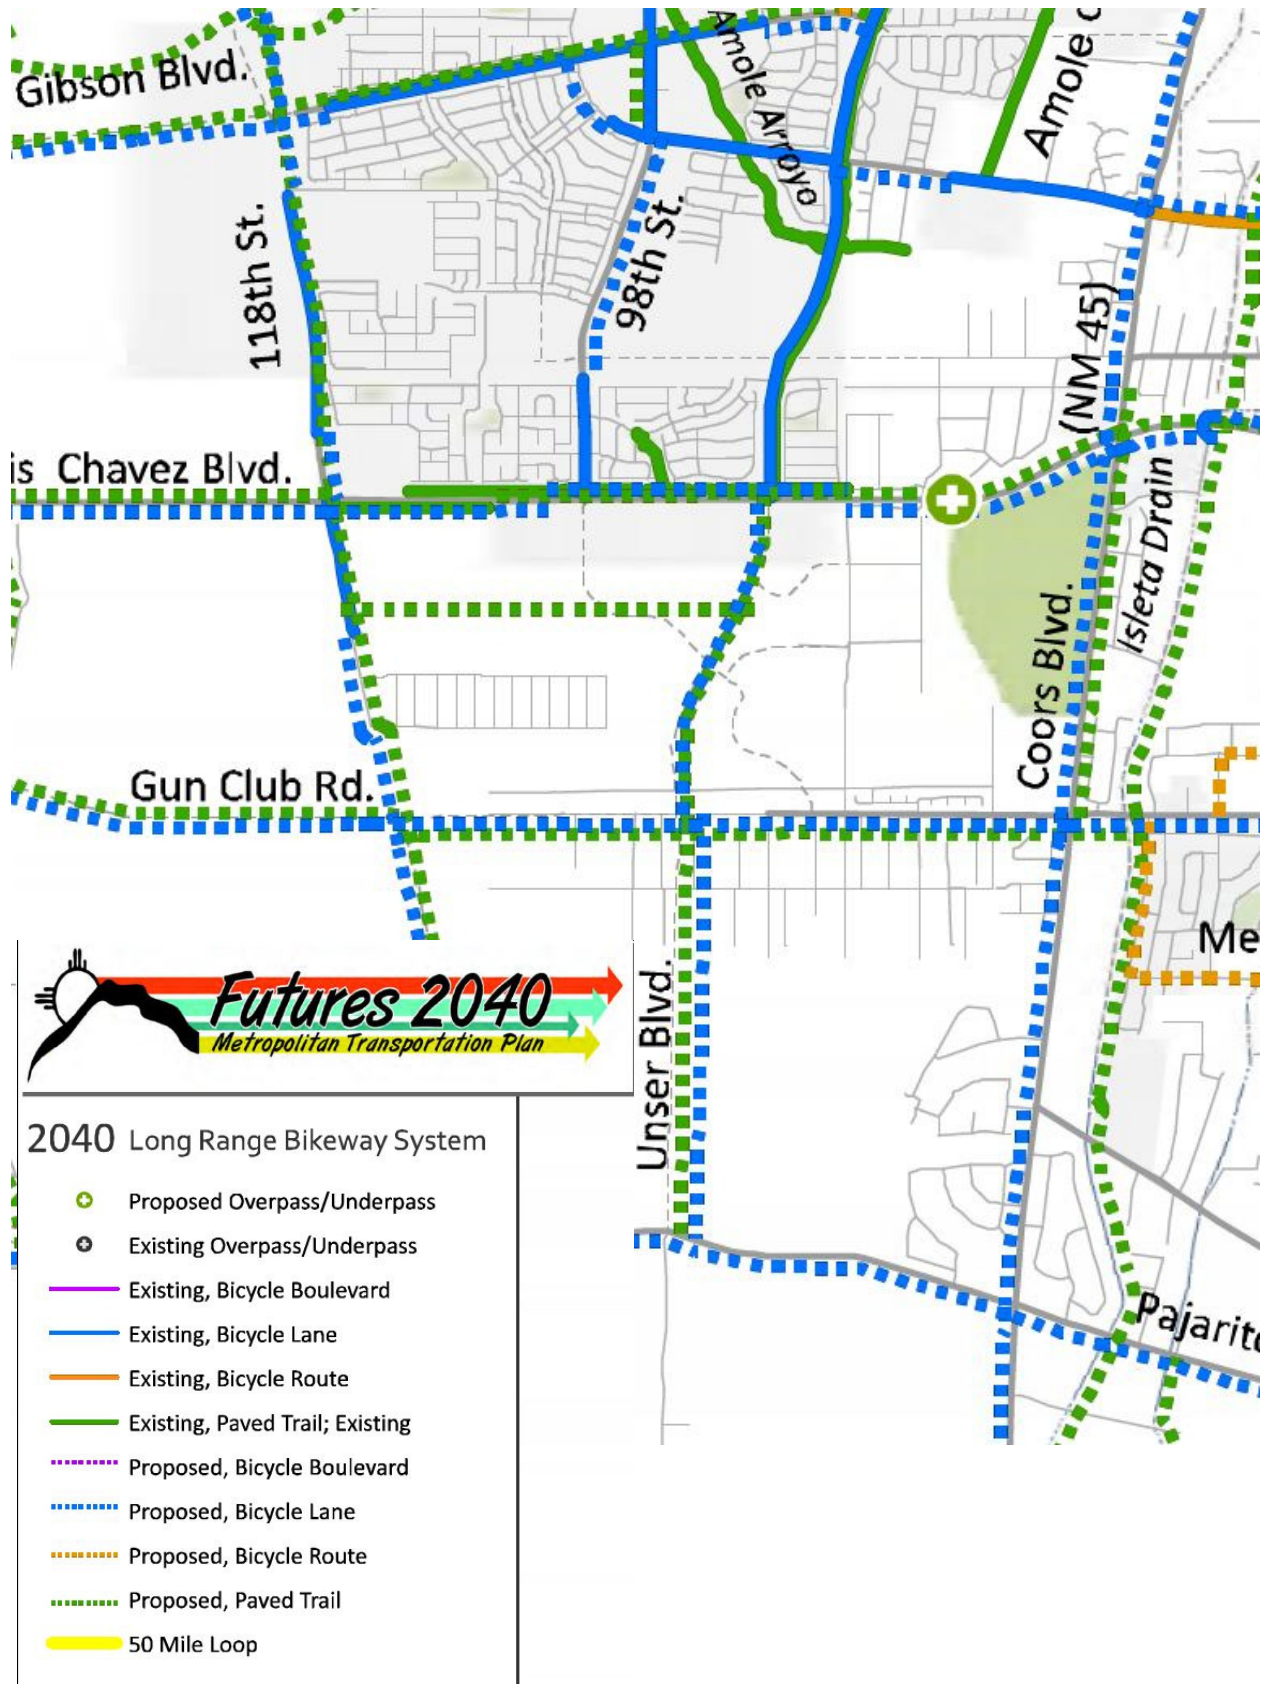 Gibson Blvd.
Amole Arroyo
Amole C
118th St.
98th St.
(NM 45)
is Chavez Blvd.
Isleta Drain
Coors Blvd.
Gun Club Rd.
Me
Unser Blvd.
Pajarito
Futures 2040
Metropolitan Transportation Plan
2040 Long Range Bikeway System
Proposed Overpass/Underpass
Existing Overpass/Underpass
Existing, Bicycle Boulevard
Existing, Bicycle Lane
Existing, Bicycle Route
Existing, Paved Trail; Existing
Proposed, Bicycle Boulevard
Proposed, Bicycle Lane
Proposed, Bicycle Route
Proposed, Paved Trail
50 Mile Loop